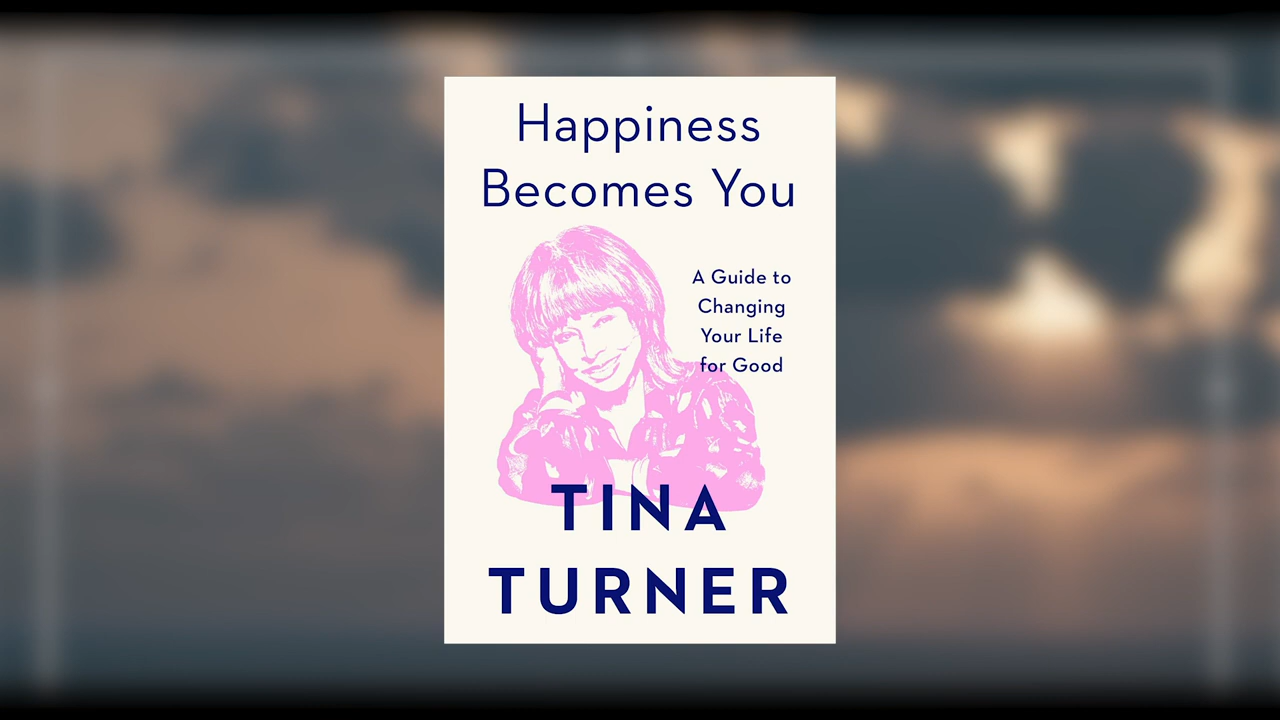 Happiness
Becomes You
A Guide to
Changing
Your Life
for Good
TINA
TURNER